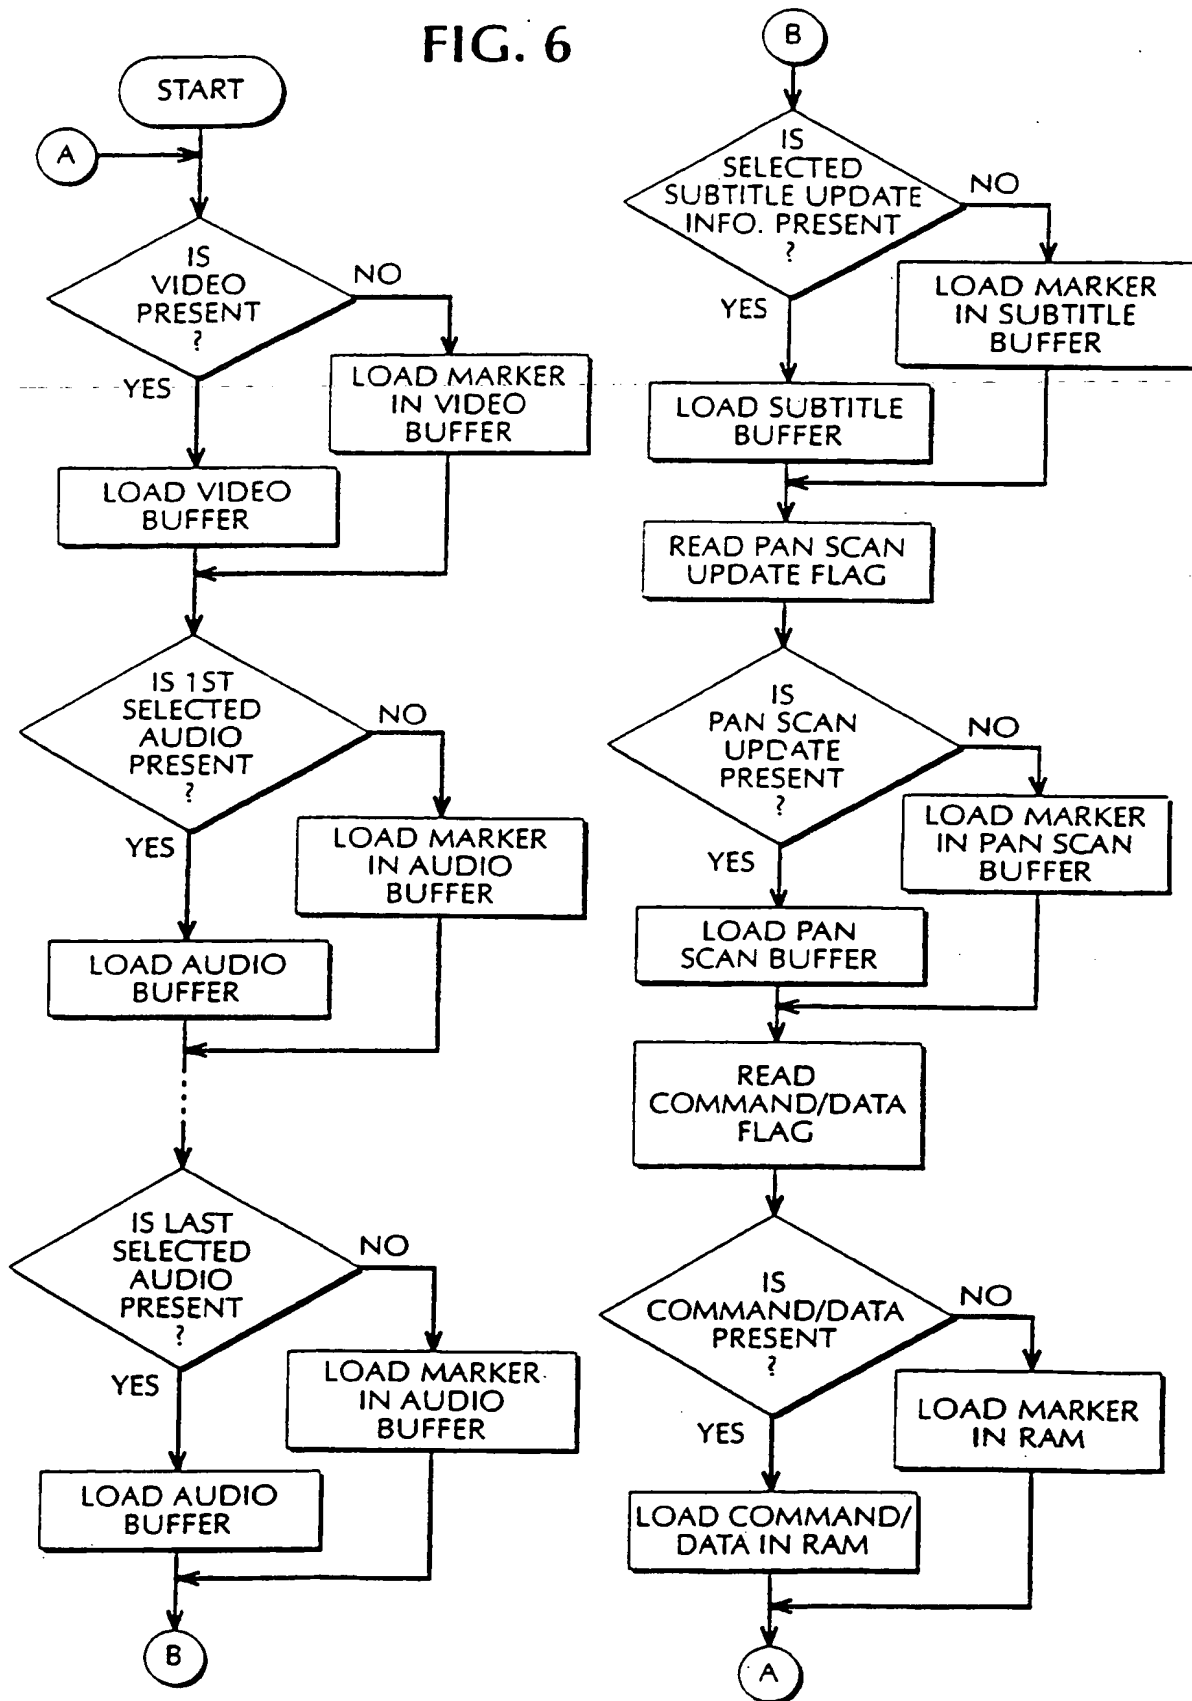 FIG. 6
START
A
IS
VIDEO
PRESENT
?
NO
YES
LOAD MARKER
IN VIDEO
BUFFER
LOAD VIDEO
BUFFER
IS 1ST
SELECTED
AUDIO
PRESENT
?
NO
YES
LOAD MARKER
IN AUDIO
BUFFER
LOAD AUDIO
BUFFER
IS LAST
SELECTED
AUDIO
PRESENT
?
NO
YES
LOAD MARKER
IN AUDIO
BUFFER
LOAD AUDIO
BUFFER
B
B
IS
SELECTED
SUBTITLE UPDATE
INFO. PRESENT
?
NO
YES
LOAD MARKER
IN SUBTITLE
BUFFER
LOAD SUBTITLE
BUFFER
READ PAN SCAN
UPDATE FLAG
IS
PAN SCAN
UPDATE
PRESENT
?
NO
YES
LOAD MARKER
IN PAN SCAN
BUFFER
LOAD PAN
SCAN BUFFER
READ
COMMAND/DATA
FLAG
IS
COMMAND/DATA
PRESENT
?
NO
YES
LOAD MARKER
IN RAM
LOAD COMMAND/
DATA IN RAM
A